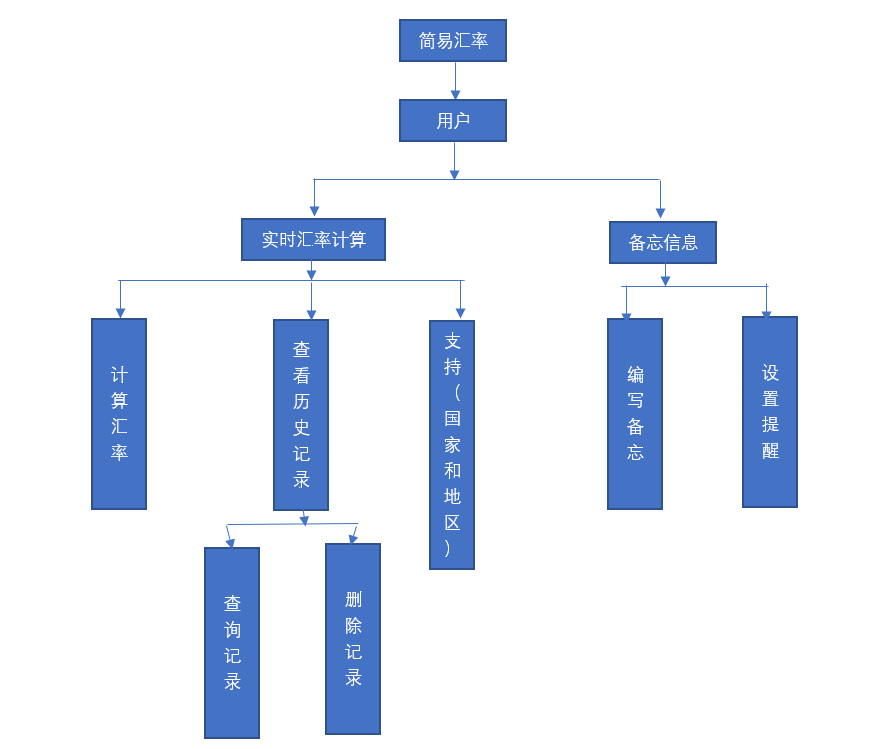 简易汇率
用户
实时汇率计算
备忘信息
计算汇率
查看历史记录
支持（国家和地区）
编写备忘
设置提醒
查询记录
删除记录